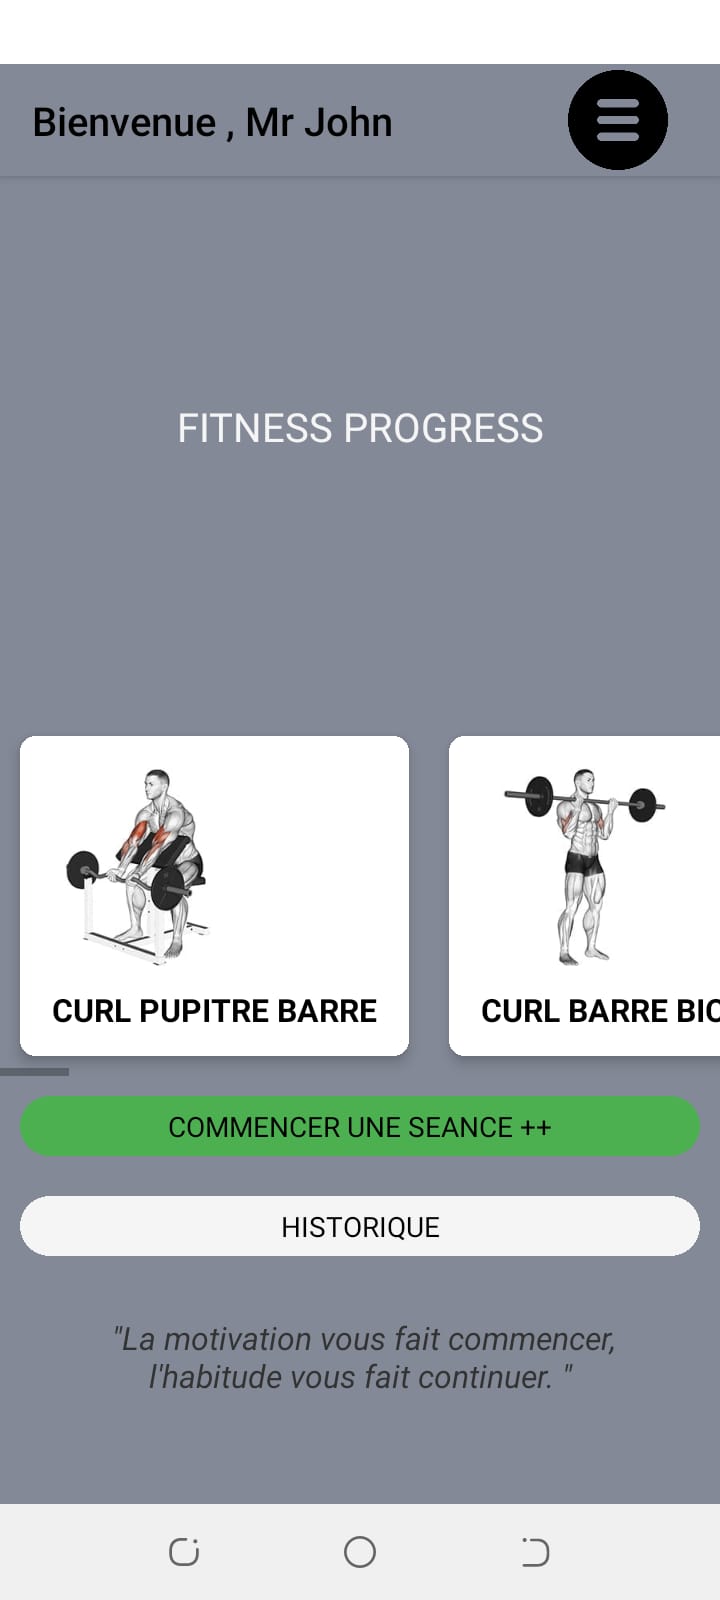 Bienvenue , Mr John
FITNESS PROGRESS
CURL PUPITRE BARRE
CURL BARRE BIC
COMMENCER UNE SEANCE ++
HISTORIQUE
"La motivation vous fait commencer,
l'habitude vous fait continuer. "